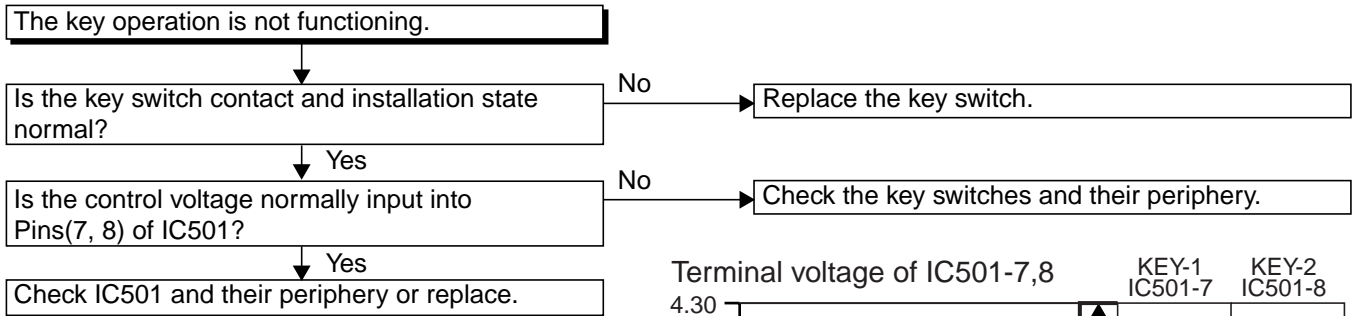 The key operation is not functioning.
Is the key switch contact and installation state
normal?
No
Replace the key switch.
Yes
Is the control voltage normally input into
Pins(7, 8) of IC501?
No
Check the key switches and their periphery.
Yes
Check IC501 and their periphery or replace.
Terminal voltage of IC501-7,8
KEY-1
IC501-7
KEY-2
IC501-8
4.30